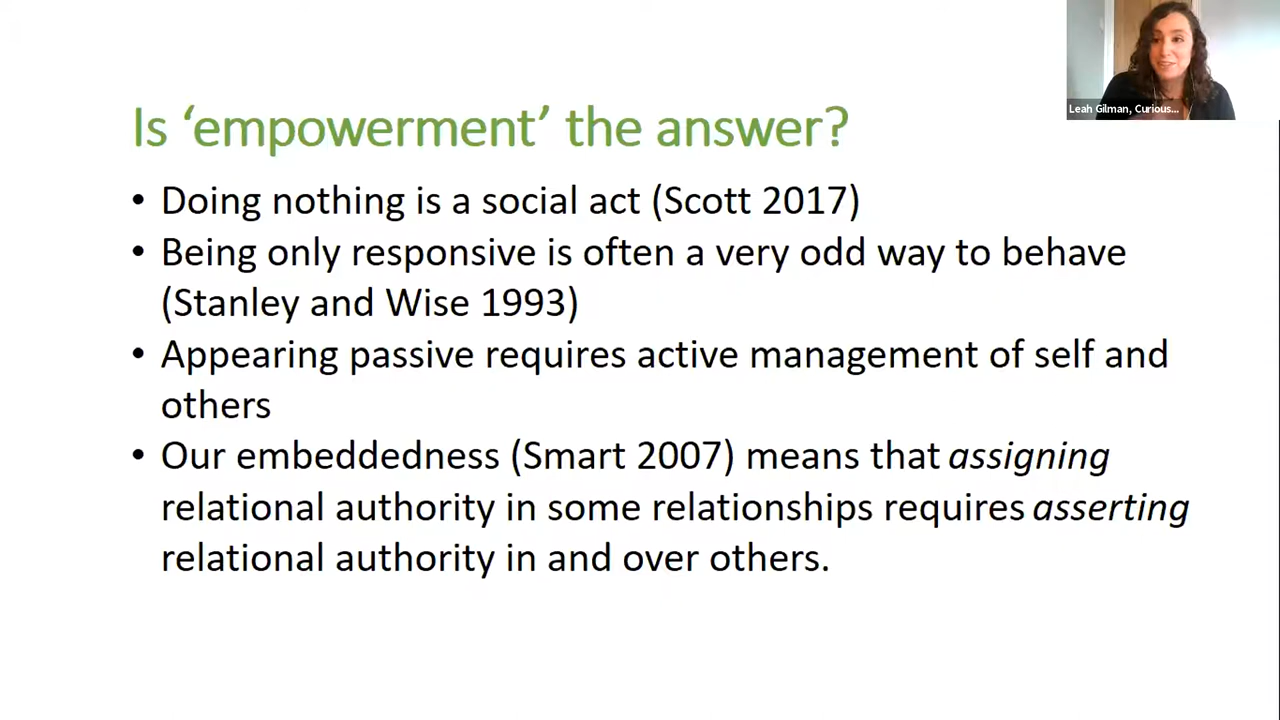 Leah Gilman, Curious...
Is ‘empowerment’ the answer?
• Doing nothing is a social act (Scott 2017)
• Being only responsive is often a very odd way to behave
(Stanley and Wise 1993)
• Appearing passive requires active management of self and
others
• Our embeddedness (Smart 2007) means that assigning
relational authority in some relationships requires asserting
relational authority in and over others.